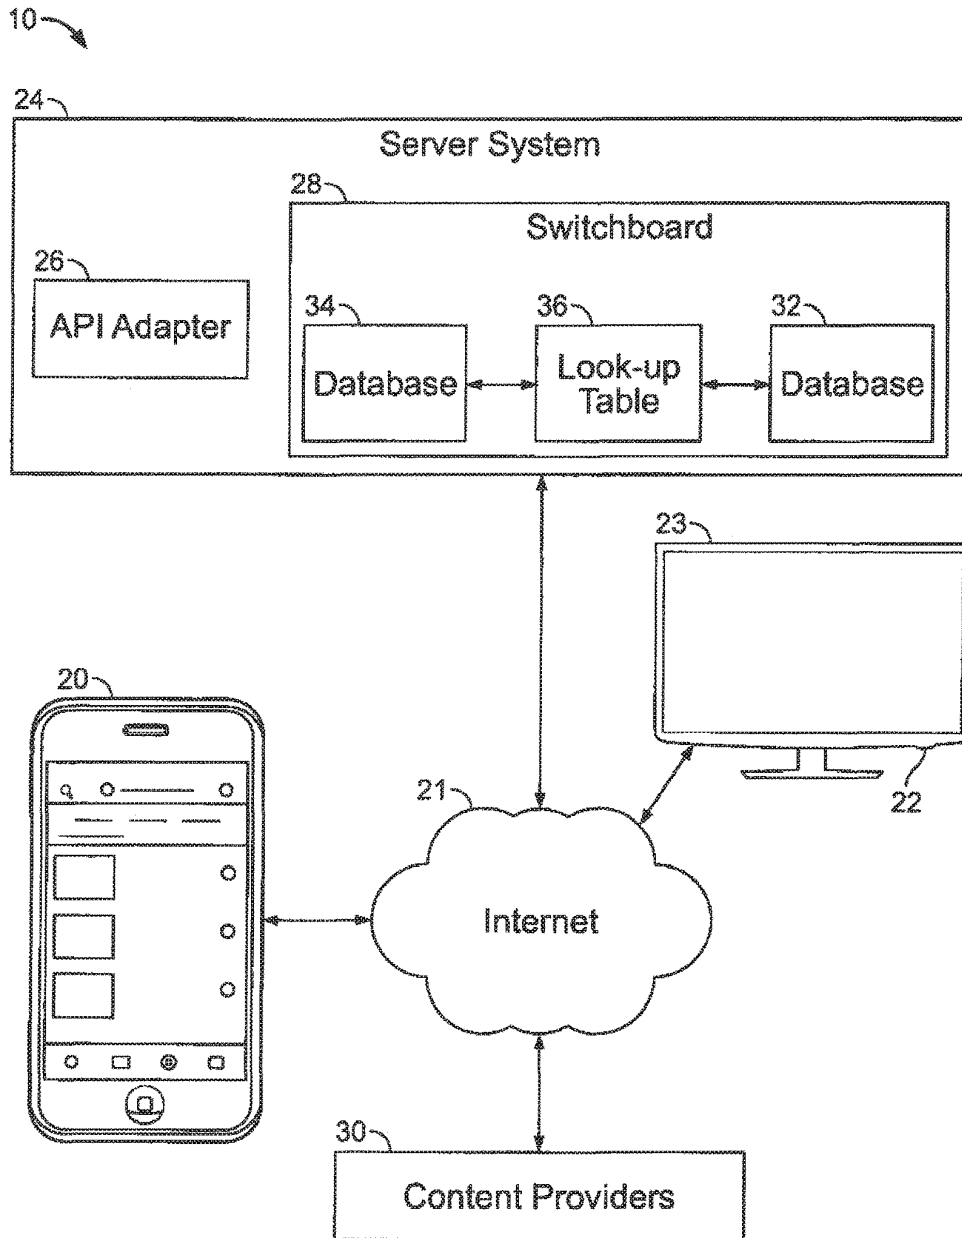 10
24
Server System
28
Switchboard
26
API Adapter
34
Database
36
Look-up
Table
32
Database
23
20
21
22
Internet
30
Content Providers